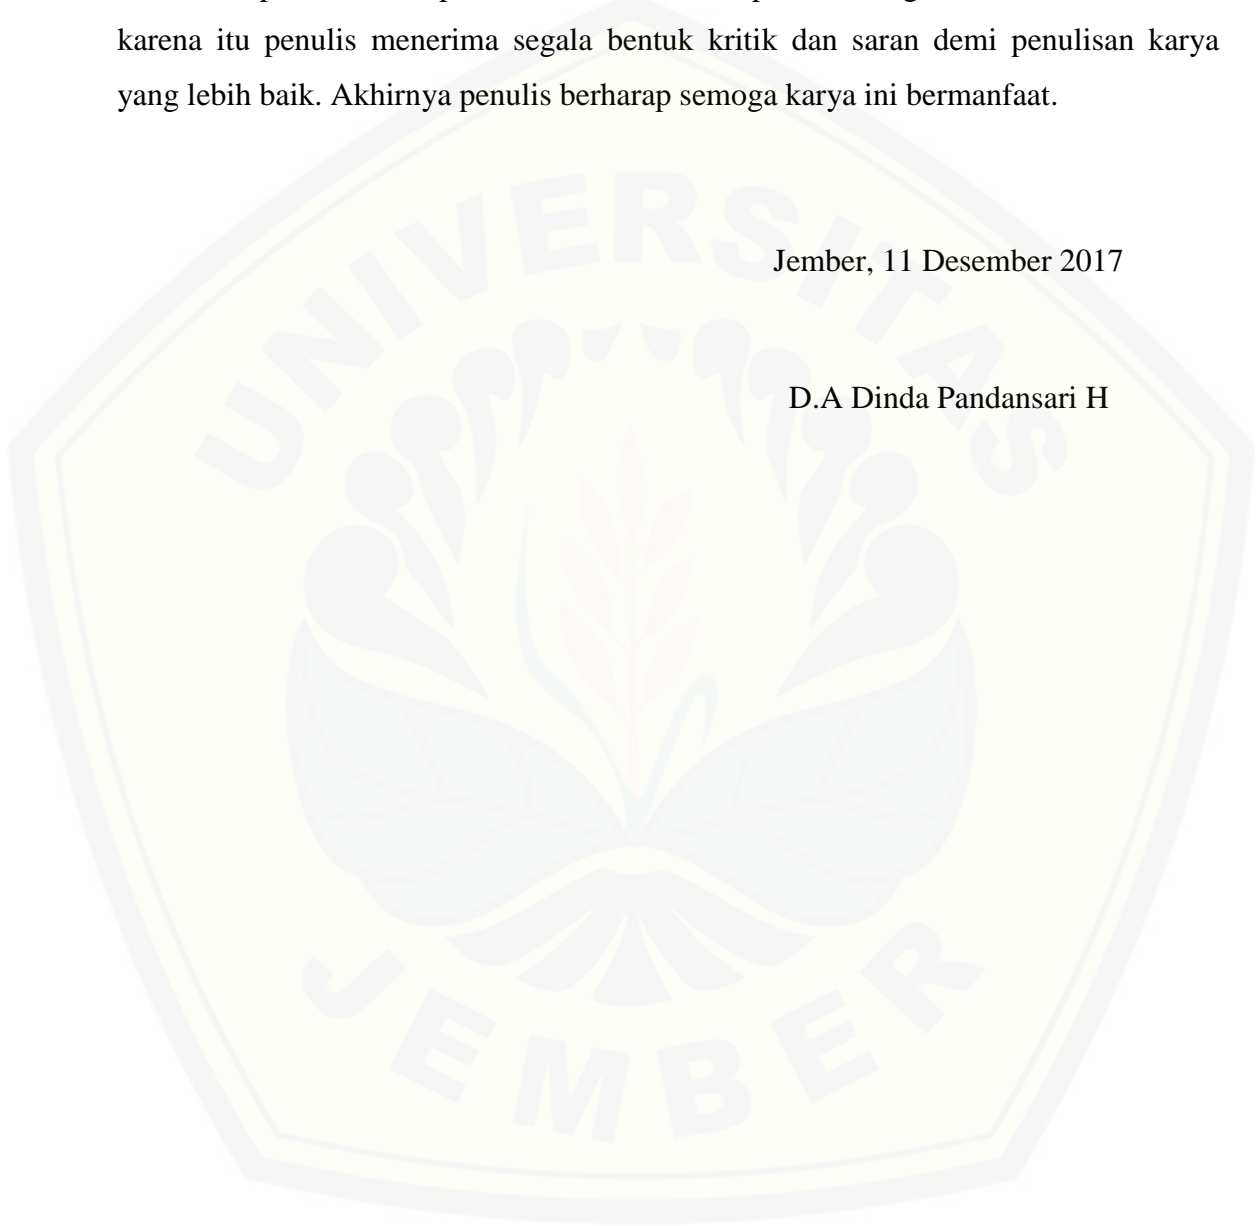 karena itu penulis menerima segala bentuk kritik dan saran demi penulisan karya
yang lebih baik. Akhirnya penulis berharap semoga karya ini bermanfaat.
Jember, 11 Desember 2017
D.A Dinda Pandansari H
UNIVERSITAS
JEMBER